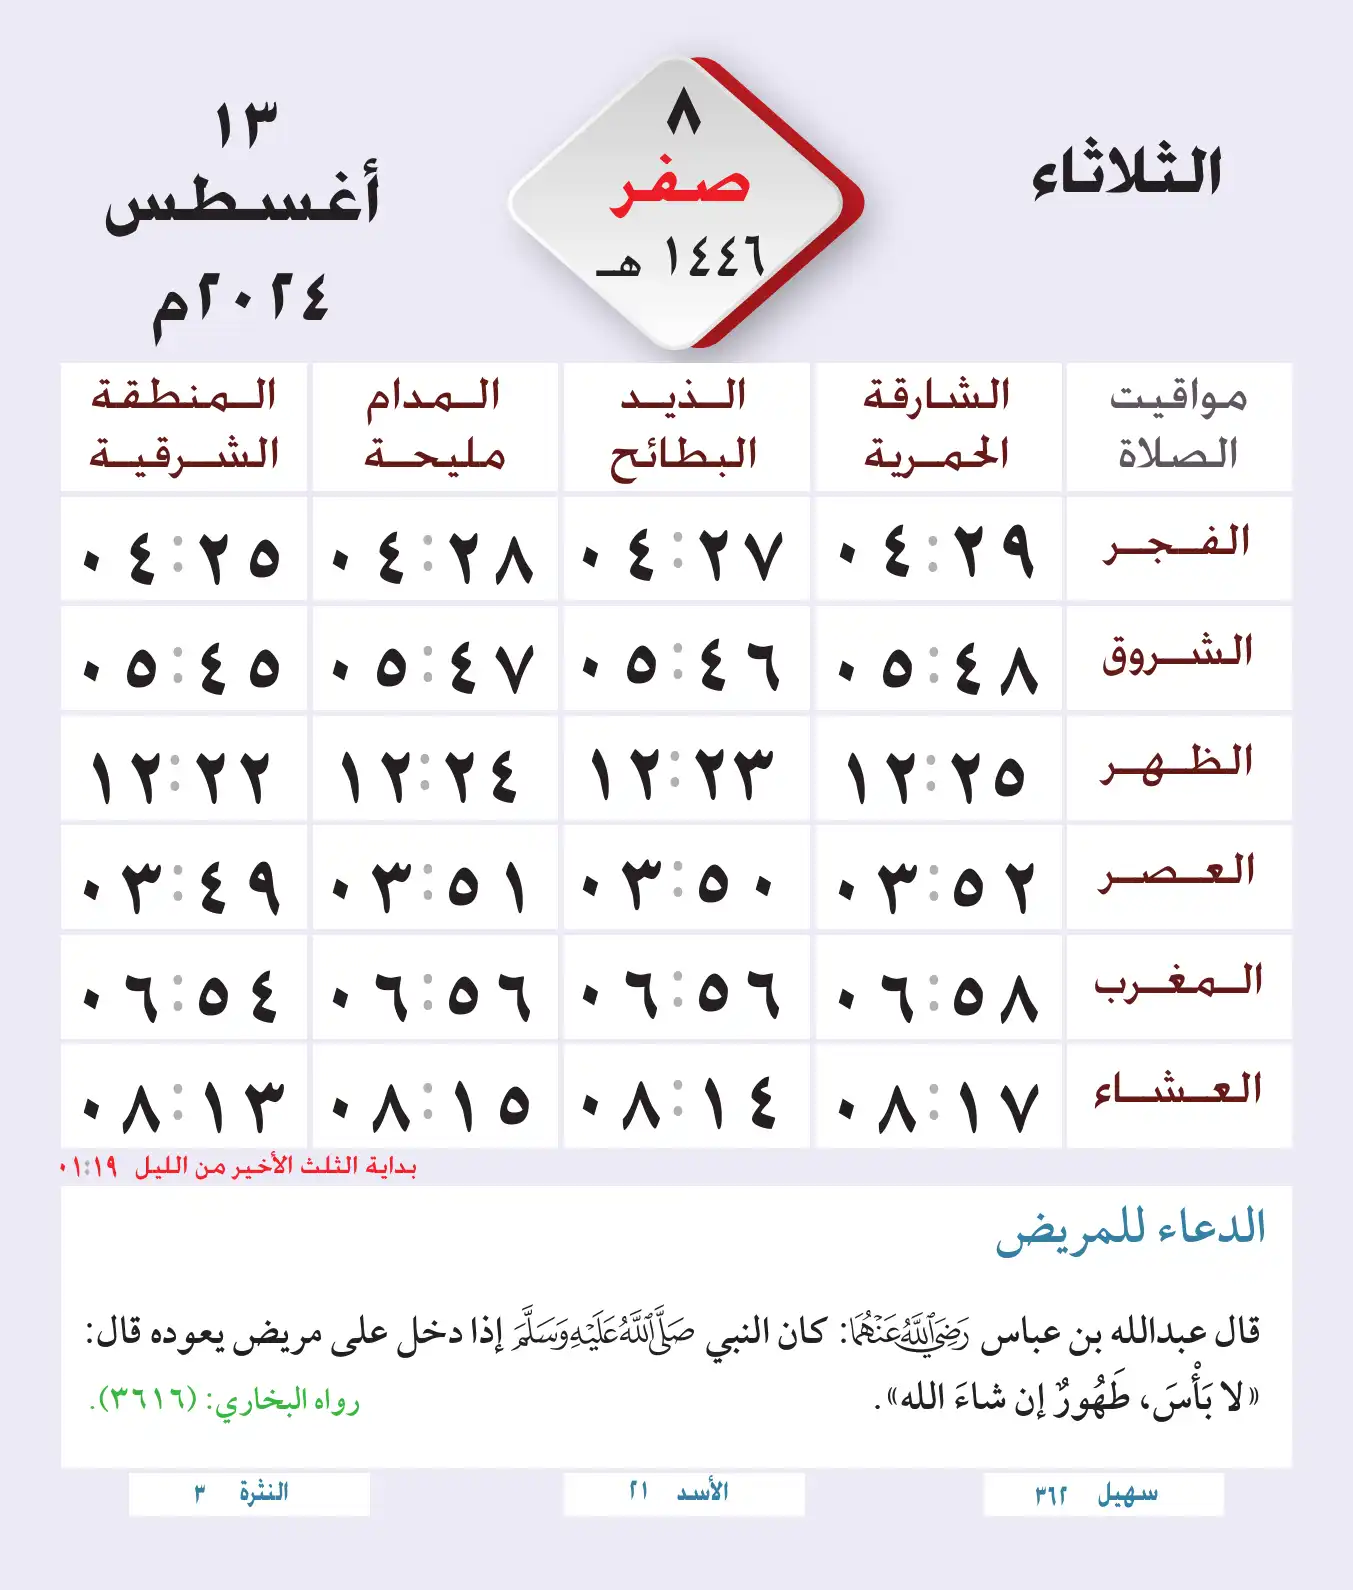 الثلاثاء
٨
صفر
١٤٤٦ هـ
١٣
أغسطس
٢٠٢٤م
مواقيت الصلاة
الشارقة الحمرية
الذيد البطائح
المدام مليحة
المنطقة الشرقية
الفجر ٠٤:٢٩ ٠٤:٢٧ ٠٤:٢٨ ٠٤:٢٥
الشروق ٠٥:٤٨ ٠٥:٤٦ ٠٥:٤٧ ٠٥:٤٥
الظهر ١٢:٢٥ ١٢:٢٣ ١٢:٢٤ ١٢:٢٢
العصر ٠٣:٥٢ ٠٣:٥٠ ٠٣:٥١ ٠٣:٤٩
المغرب ٠٦:٥٨ ٠٦:٥٦ ٠٦:٥٦ ٠٦:٥٤
العشاء ٠٨:١٧ ٠٨:١٤ ٠٨:١٥ ٠٨:١٣
بداية الثلث الأخير من الليل ٠١:١٩
الدعاء للمريض
قال عبدالله بن عباس رَضِيَ اللَّهُ عَنْهُمَا: كان النبي صَلَّى اللَّهُ عَلَيْهِ وَسَلَّمَ إذا دخل على مريض يعوده قال:
«لا بَأْسَ، طَهُورٌ إن شاءَ الله». رواه البخاري: (٣٦١٦).
سهيل ٣٦٢
الأسد ٢١
النثرة ٣